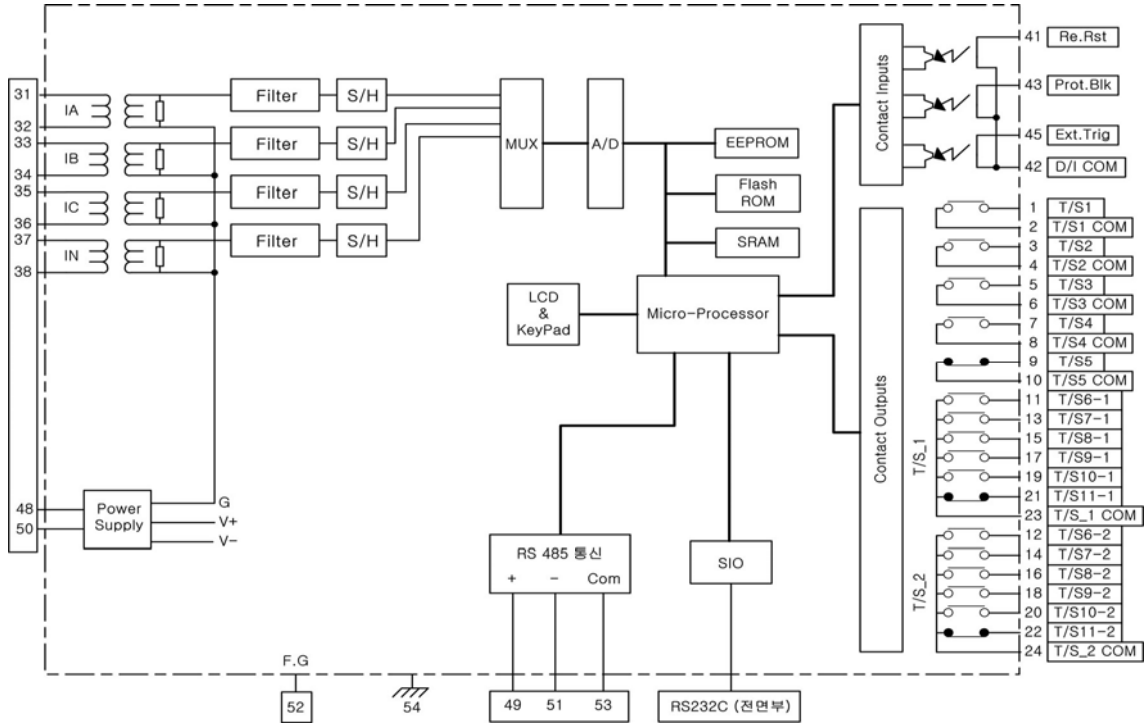 31
IA
32
33
IB
34
35
IC
36
37
IN
38
Filter
S/H
Filter
S/H
Filter
S/H
Filter
S/H
MUX
A/D
EEPROM
Flash
ROM
SRAM
LCD
&
KeyPad
Micro-Processor
Contact Inputs
41 Re.Rst
43 Prot.Blk
45 Ext.Trig
42 D/I COM
Contact Outputs
1 T/S1
2 T/S1 COM
3 T/S2
4 T/S2 COM
5 T/S3
6 T/S3 COM
7 T/S4
8 T/S4 COM
9 T/S5
10 T/S5 COM
T/S_1
11 T/S6-1
13 T/S7-1
15 T/S8-1
17 T/S9-1
19 T/S10-1
21 T/S11-1
23 T/S_1 COM
T/S_2
12 T/S6-2
14 T/S7-2
16 T/S8-2
18 T/S9-2
20 T/S10-2
22 T/S11-2
24 T/S_2 COM
48
50
Power
Supply
G
V+
V-
RS 485 통신
+ - Com
SIO
F.G
52
54
49 51 53
RS232C (전면부)